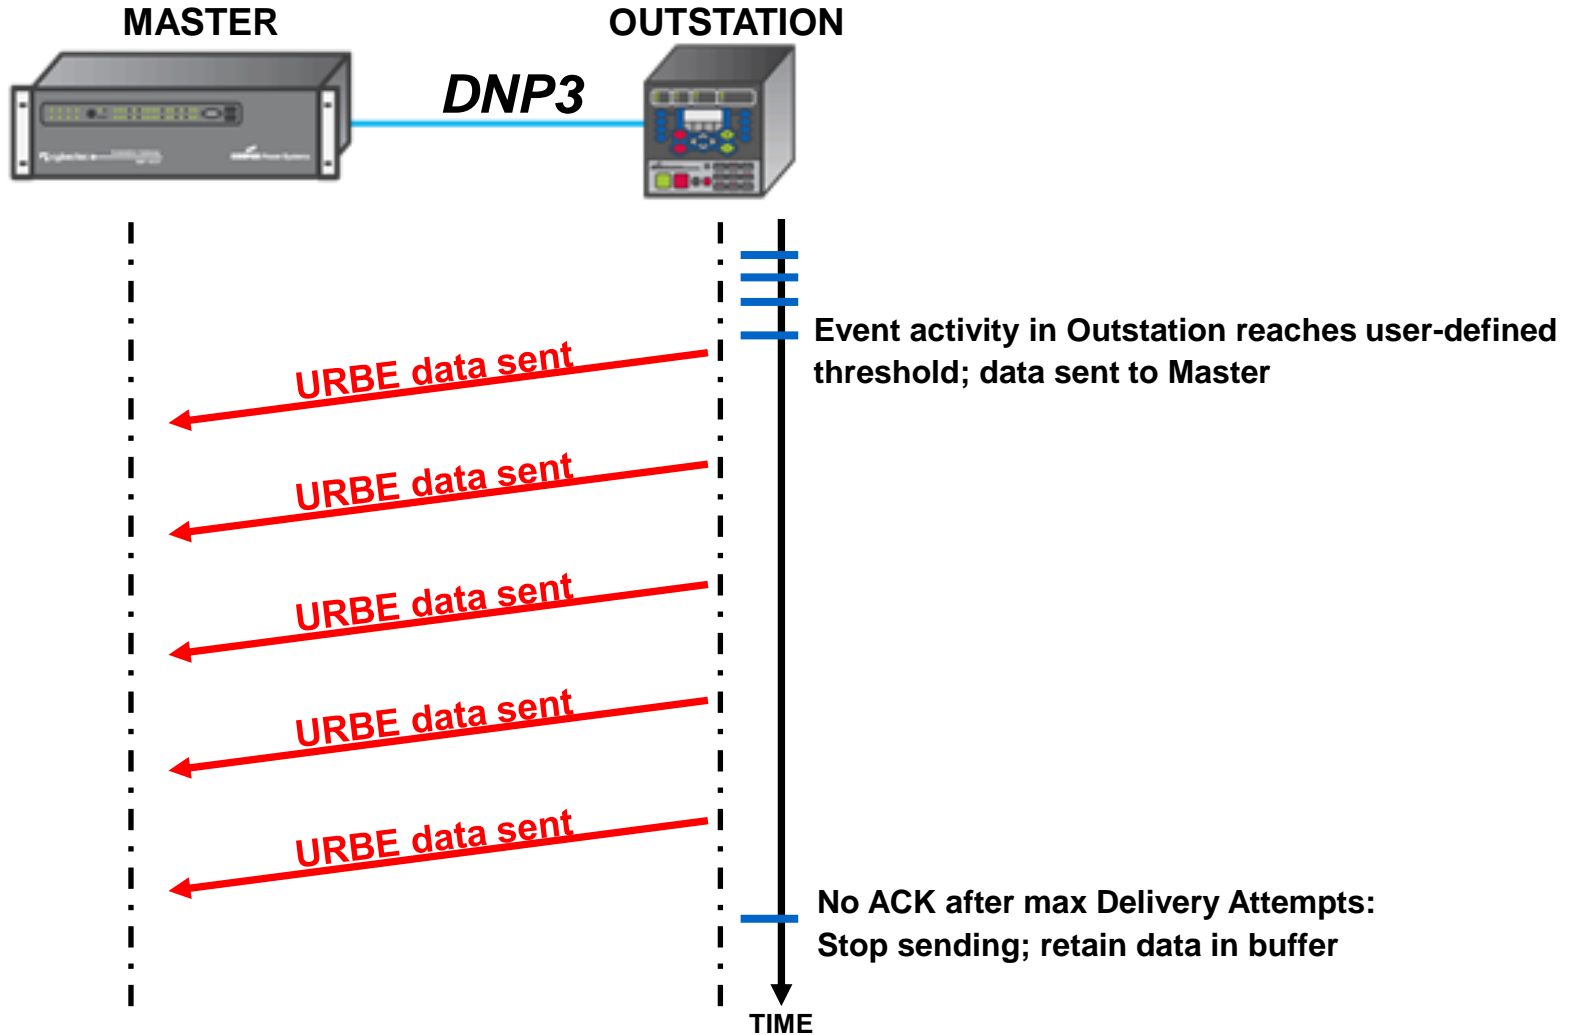 MASTER
OUTSTATION
DNP3
Event activity in Outstation reaches user-defined
threshold; data sent to Master
URBE data sent
URBE data sent
URBE data sent
URBE data sent
URBE data sent
No ACK after max Delivery Attempts:
Stop sending; retain data in buffer
TIME